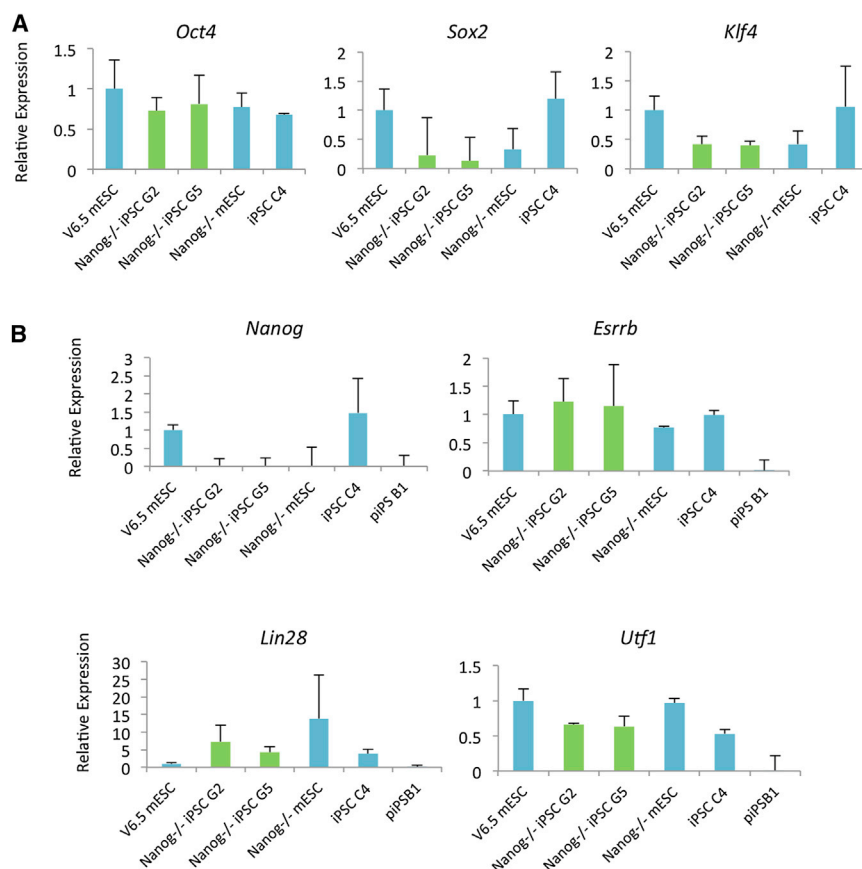 A
Oct4
Sox2
Klf4
Relative Expression
1.5
1
0.5
0
2
1.5
1
0.5
0
2
1.5
1
0.5
0
V6.5 mESC
Nanog-/- iPSC G2
Nanog-/- iPSC G5
Nanog-/- mESC
iPSC C4
V6.5 mESC
Nanog-/- iPSC G2
Nanog-/- iPSC G5
Nanog-/- mESC
iPSC C4
V6.5 mESC
Nanog-/- iPSC G2
Nanog-/- iPSC G5
Nanog-/- mESC
iPSC C4
B
Nanog
Esrrb
Relative Expression
3
2.5
2
1.5
1
0.5
0
2
1.5
1
0.5
0
V6.5 mESC
Nanog-/- iPSC G2
Nanog-/- iPSC G5
Nanog-/- mESC
iPSC C4
piPS B1
V6.5 mESC
Nanog-/- iPSC G2
Nanog-/- iPSC G5
Nanog-/- mESC
iPSC C4
piPS B1
Lin28
Utf1
Relative Expression
30
25
20
15
10
5
0
1.5
1
0.5
0
V6.5 mESC
Nanog-/- iPSC G2
Nanog-/- iPSC G5
Nanog-/- mESC
iPSC C4
piPSB1
V6.5 mESC
Nanog-/- iPSC G2
Nanog-/- iPSC G5
Nanog-/- mESC
iPSC C4
piPSB1